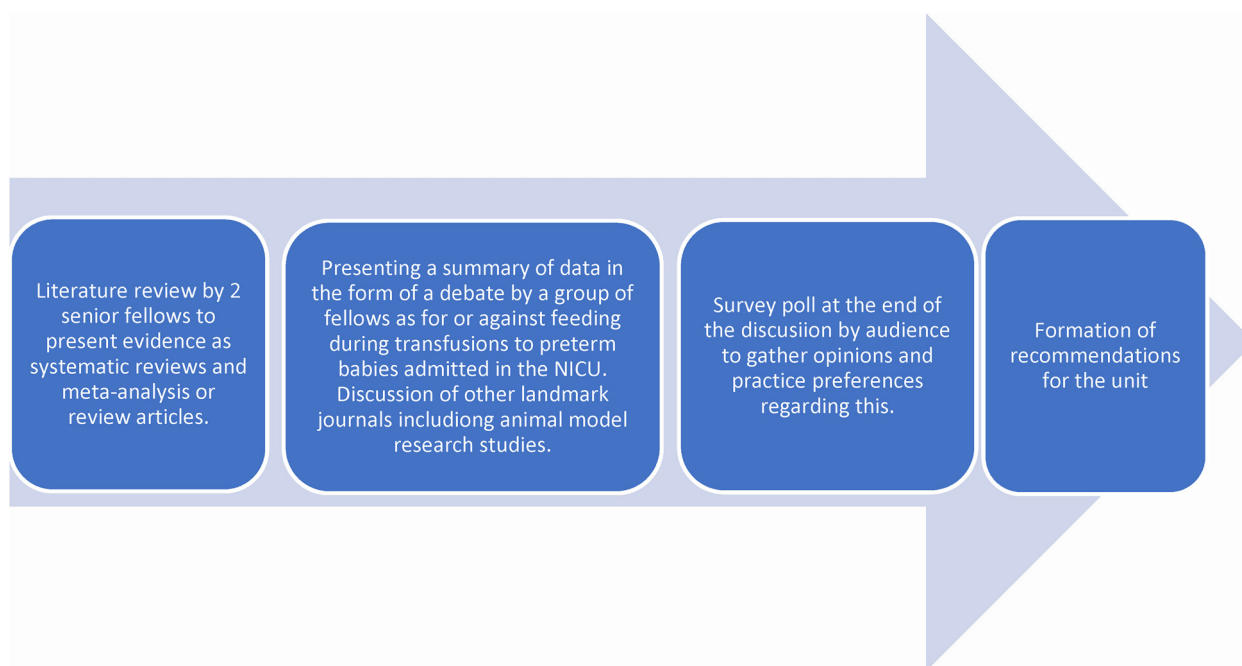 Literature review by 2
senior fellows to
present evidence as
systematic reviews and
meta-analysis or
review articles.
Presenting a summary of data in
the form of a debate by a group of
fellows as for or against feeding
during transfusions to preterm
babies admitted in the NICU.
Discussion of other landmark
journals includiong animal model
research studies.
Survey poll at the end of
the discusiion by audience
to gather opinions and
practice preferences
regarding this.
Formation of
recommendations
for the unit